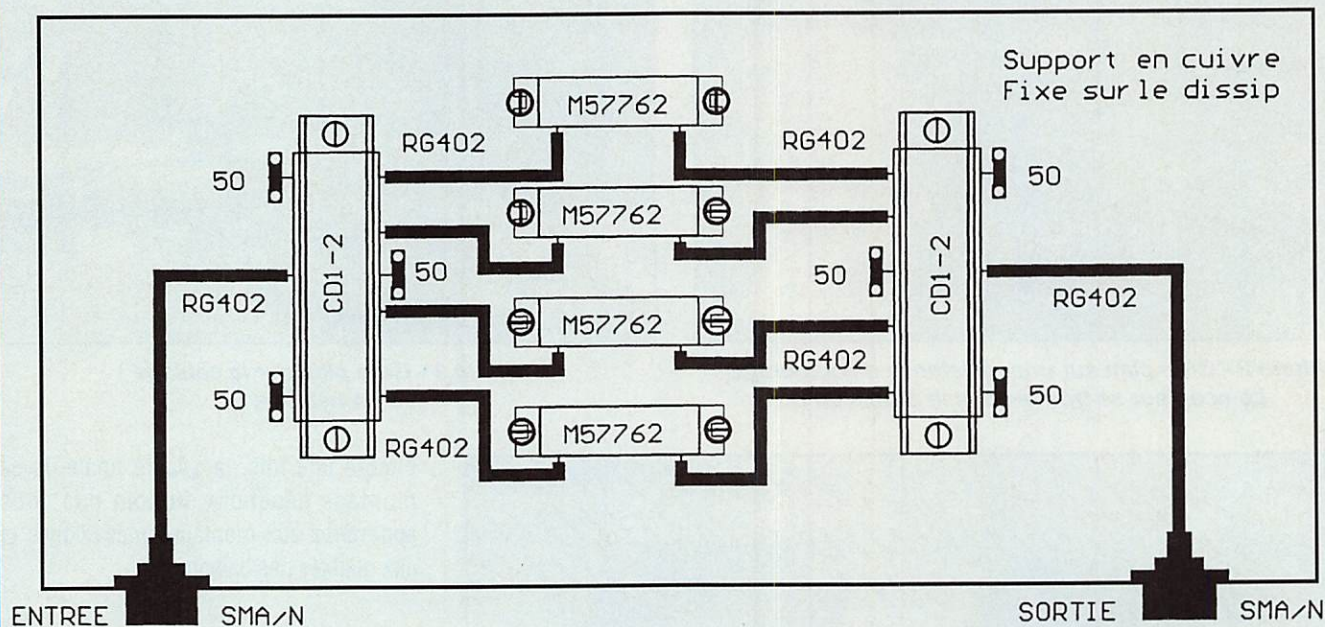 Support en cuivre
Fixe sur le dissip
M57762
RG402
RG402
50
50
M57762
CD1-2
CD1-2
50
50
RG402
RG402
M57762
RG402
50
50
RG402
M57762
ENTREE
SMA/N
SORTIE
SMA/N